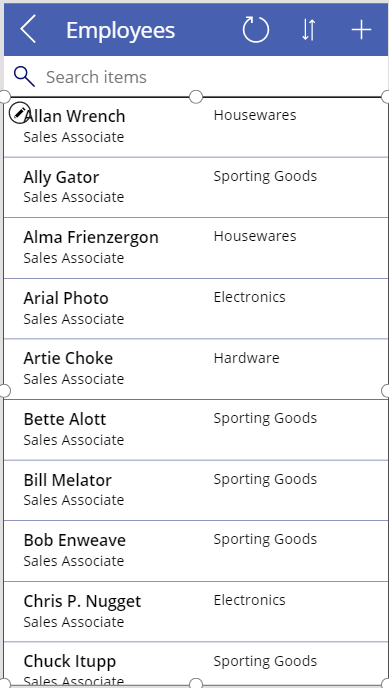 Employees
Search items
Allan Wrench Housewares
Sales Associate
Ally Gator Sporting Goods
Sales Associate
Alma Frienzergon Housewares
Sales Associate
Arial Photo Electronics
Sales Associate
Artie Choke Hardware
Sales Associate
Bette Alott Sporting Goods
Sales Associate
Bill Melator Sporting Goods
Sales Associate
Bob Enweave Sporting Goods
Sales Associate
Chris P. Nugget Electronics
Sales Associate
Chuck Itupp Sporting Goods
Sales Associate